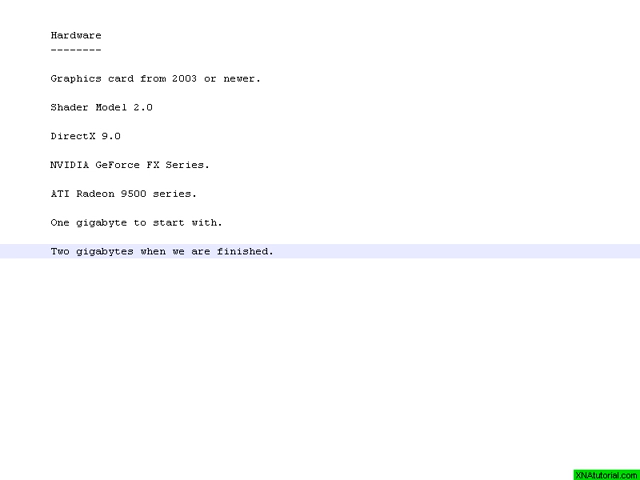 Hardware
--------
Graphics card from 2003 or newer.
Shader Model 2.0
DirectX 9.0
NVIDIA GeForce FX Series.
ATI Radeon 9500 series.
One gigabyte to start with.
Two gigabytes when we are finished.
XNAtutorial.com